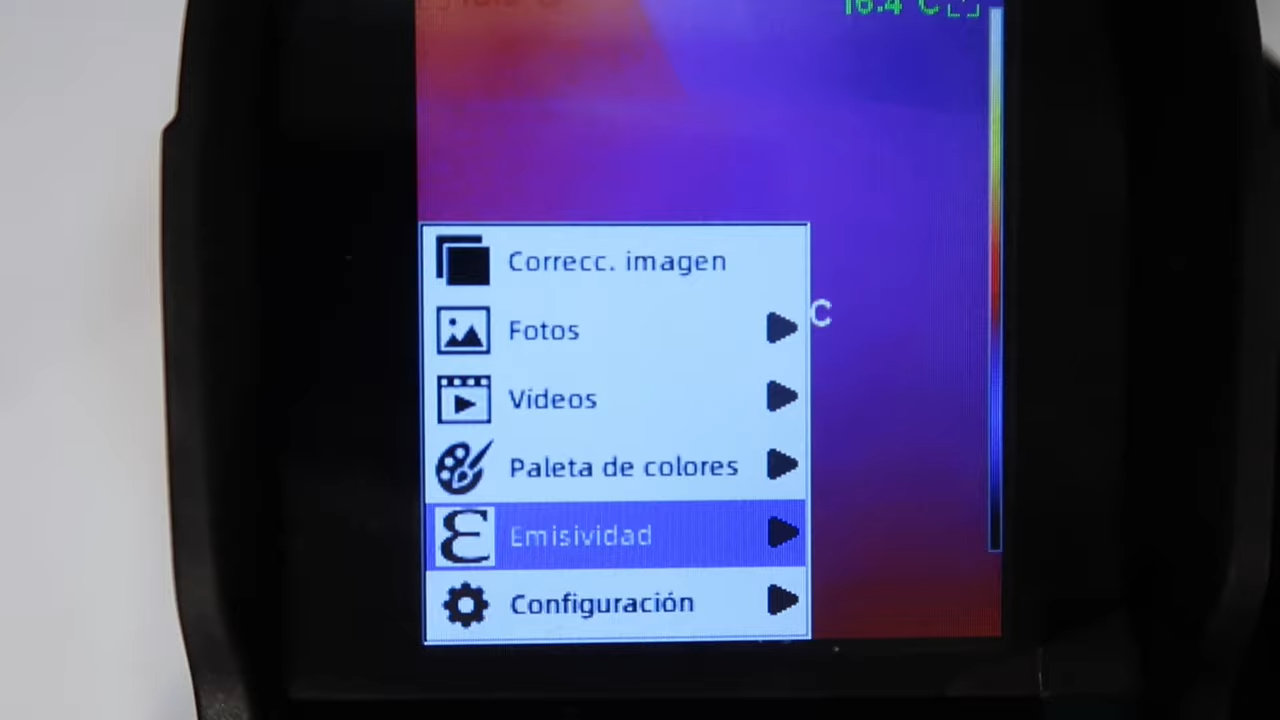 16.4 °C
Correcc. imagen
Fotos
C
Vídeos
Paleta de colores
Emisividad
Configuración